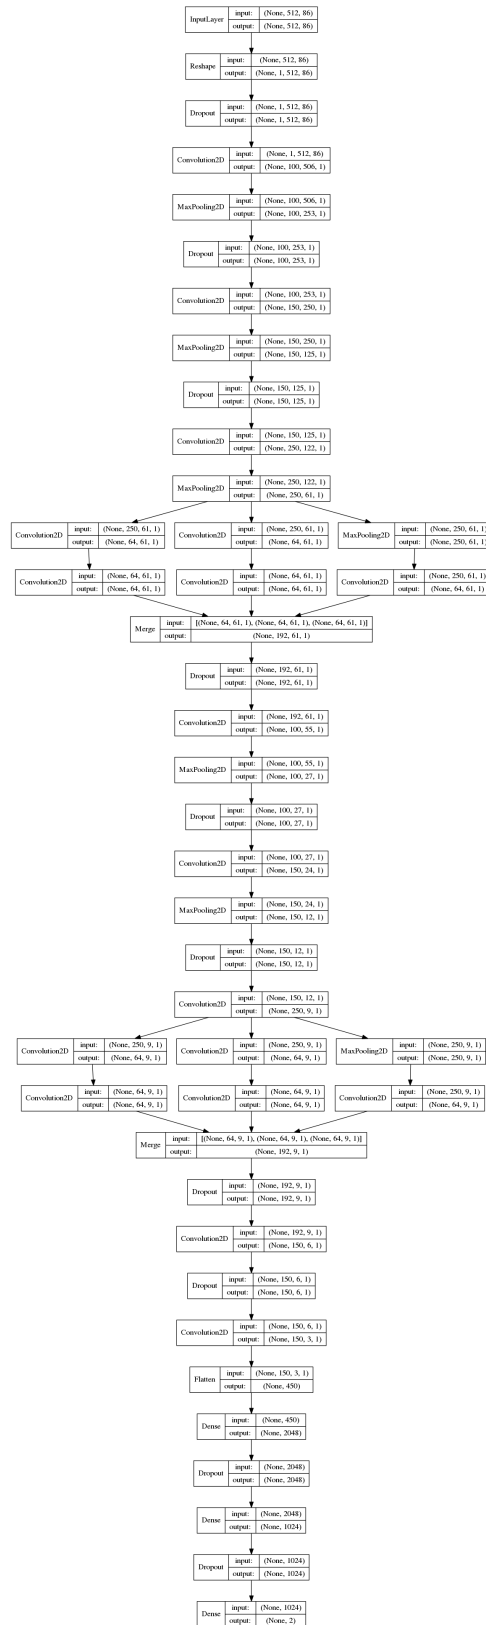 InputLayer input: (None, 512, 86)
output: (None, 512, 86)
Reshape input: (None, 512, 86)
output: (None, 1, 512, 86)
Dropout input: (None, 1, 512, 86)
output: (None, 1, 512, 86)
Convolution2D input: (None, 1, 512, 86)
output: (None, 100, 506, 1)
MaxPooling2D input: (None, 100, 506, 1)
output: (None, 100, 253, 1)
Dropout input: (None, 100, 253, 1)
output: (None, 100, 253, 1)
Convolution2D input: (None, 100, 253, 1)
output: (None, 150, 250, 1)
MaxPooling2D input: (None, 150, 250, 1)
output: (None, 150, 125, 1)
Dropout input: (None, 150, 125, 1)
output: (None, 150, 125, 1)
Convolution2D input: (None, 150, 125, 1)
output: (None, 250, 122, 1)
MaxPooling2D input: (None, 250, 122, 1)
output: (None, 250, 61, 1)
Convolution2D input: (None, 250, 61, 1)
output: (None, 64, 61, 1)
Convolution2D input: (None, 250, 61, 1)
output: (None, 64, 61, 1)
MaxPooling2D input: (None, 250, 61, 1)
output: (None, 250, 61, 1)
Convolution2D input: (None, 64, 61, 1)
output: (None, 64, 61, 1)
Convolution2D input: (None, 64, 61, 1)
output: (None, 64, 61, 1)
Convolution2D input: (None, 250, 61, 1)
output: (None, 64, 61, 1)
Merge input: [(None, 64, 61, 1), (None, 64, 61, 1), (None, 64, 61, 1)]
output: (None, 192, 61, 1)
Dropout input: (None, 192, 61, 1)
output: (None, 192, 61, 1)
Convolution2D input: (None, 192, 61, 1)
output: (None, 100, 55, 1)
MaxPooling2D input: (None, 100, 55, 1)
output: (None, 100, 27, 1)
Dropout input: (None, 100, 27, 1)
output: (None, 100, 27, 1)
Convolution2D input: (None, 100, 27, 1)
output: (None, 150, 24, 1)
MaxPooling2D input: (None, 150, 24, 1)
output: (None, 150, 12, 1)
Dropout input: (None, 150, 12, 1)
output: (None, 150, 12, 1)
Convolution2D input: (None, 150, 12, 1)
output: (None, 250, 9, 1)
Convolution2D input: (None, 250, 9, 1)
output: (None, 64, 9, 1)
Convolution2D input: (None, 250, 9, 1)
output: (None, 64, 9, 1)
MaxPooling2D input: (None, 250, 9, 1)
output: (None, 250, 9, 1)
Convolution2D input: (None, 64, 9, 1)
output: (None, 64, 9, 1)
Convolution2D input: (None, 64, 9, 1)
output: (None, 64, 9, 1)
Convolution2D input: (None, 250, 9, 1)
output: (None, 64, 9, 1)
Merge input: [(None, 64, 9, 1), (None, 64, 9, 1), (None, 64, 9, 1)]
output: (None, 192, 9, 1)
Dropout input: (None, 192, 9, 1)
output: (None, 192, 9, 1)
Convolution2D input: (None, 192, 9, 1)
output: (None, 150, 6, 1)
Dropout input: (None, 150, 6, 1)
output: (None, 150, 6, 1)
Convolution2D input: (None, 150, 6, 1)
output: (None, 150, 3, 1)
Flatten input: (None, 150, 3, 1)
output: (None, 450)
Dense input: (None, 450)
output: (None, 2048)
Dropout input: (None, 2048)
output: (None, 2048)
Dense input: (None, 2048)
output: (None, 1024)
Dropout input: (None, 1024)
output: (None, 1024)
Dense input: (None, 1024)
output: (None, 2)